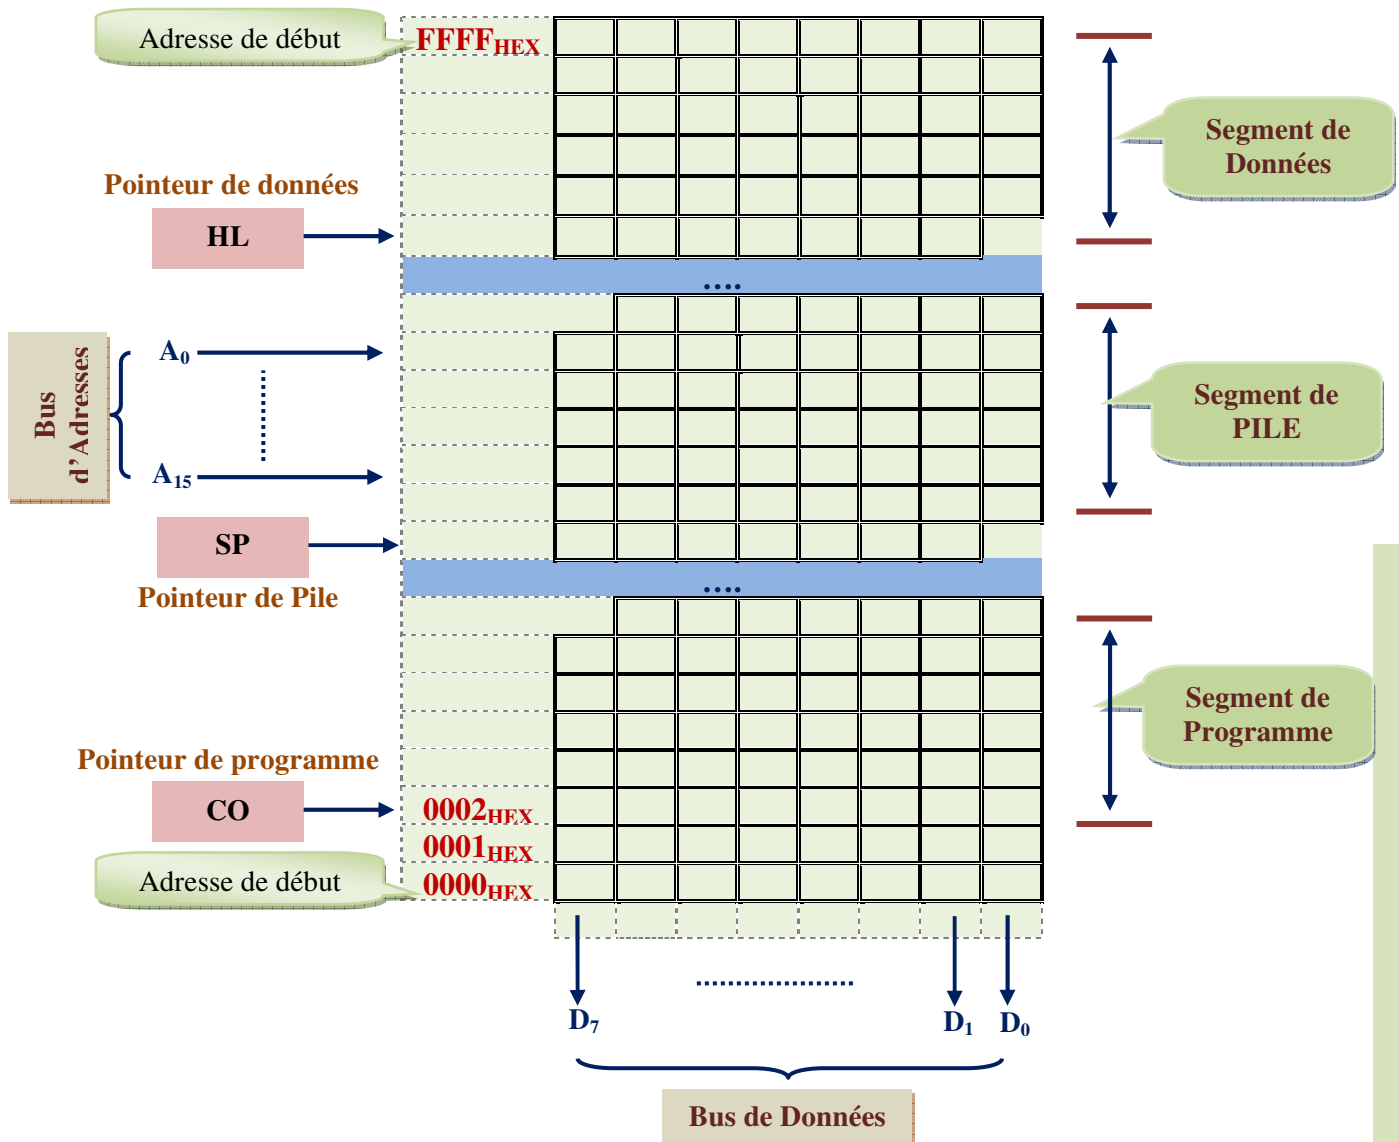 Adresse de début
FFFFHEX
Segment de
Données
Pointeur de données
HL
....
Bus
d'Adresses
A0
A15
Segment de
PILE
SP
Pointeur de Pile
....
Segment de
Programme
Pointeur de programme
CO
0002HEX
0001HEX
Adresse de début
0000HEX
D7
D1
D0
Bus de Données